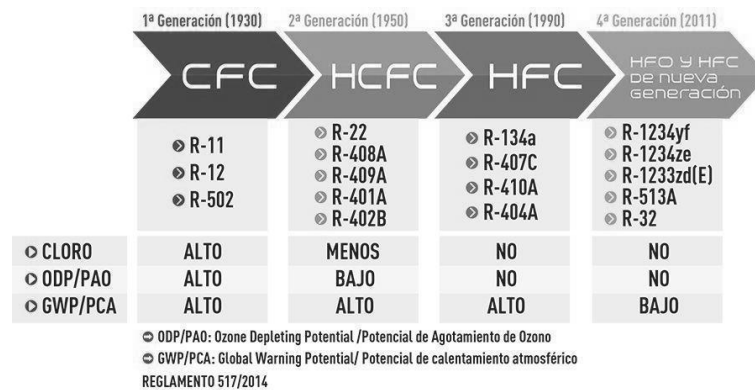 1ª Generación (1930) 2ª Generación (1950) 3ª Generación (1990) 4ª Generación (2011)
CFC HCFC HFC HFO Y HFC
DE NUEVA
GENERACIÓN
R-11
R-12
R-502
R-22
R-408A
R-409A
R-401A
R-402B
R-134a
R-407C
R-410A
R-404A
R-1234yf
R-1234ze
R-1233zd(E)
R-513A
R-32
CLORO ALTO MENOS NO NO
ODP/PAO ALTO BAJO NO NO
GWP/PCA ALTO ALTO ALTO BAJO
ODP/PAO: Ozone Depleting Potential /Potencial de Agotamiento de Ozono
GWP/PCA: Global Warning Potential/ Potencial de calentamiento atmosférico
REGLAMENTO 517/2014